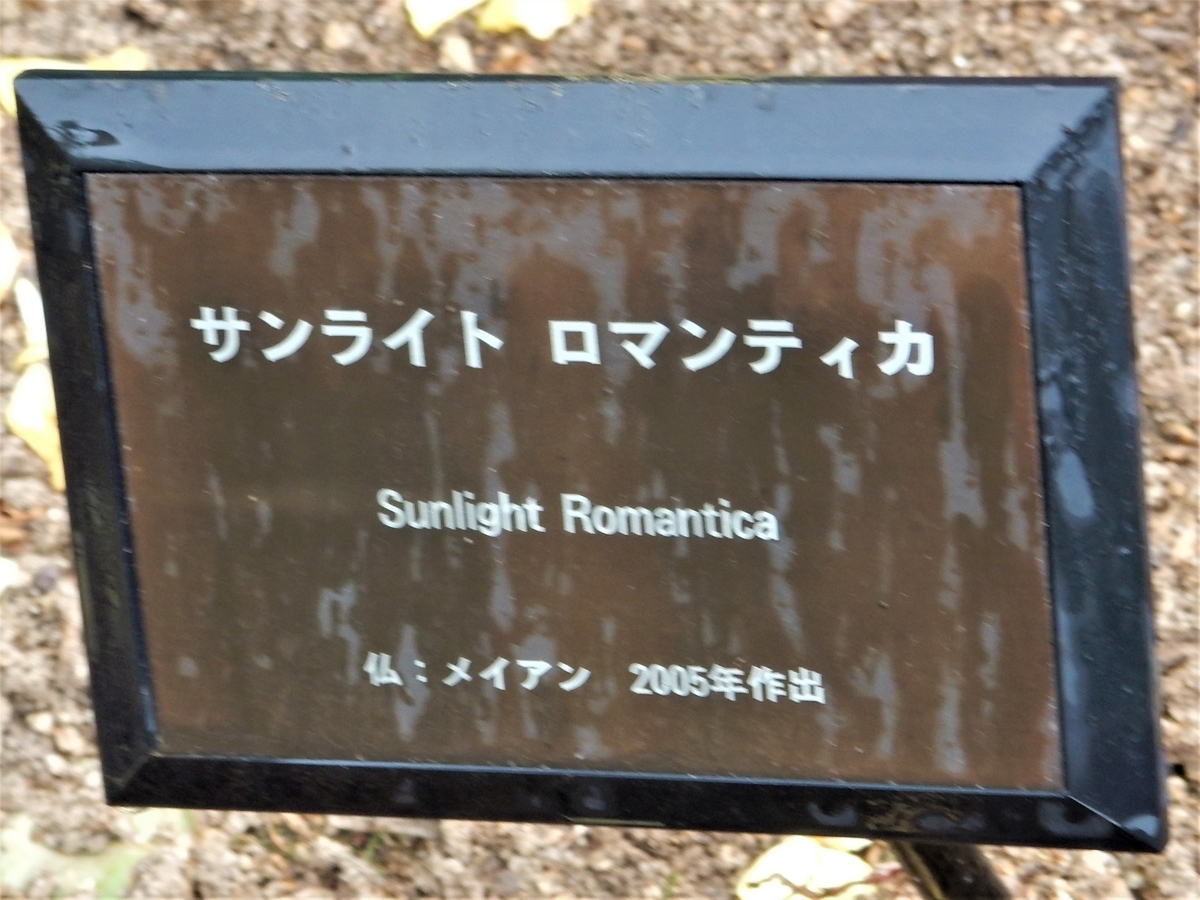 サンライト ロマンティカ
Sunlight Romantica
仏：メイアン　2005年作出